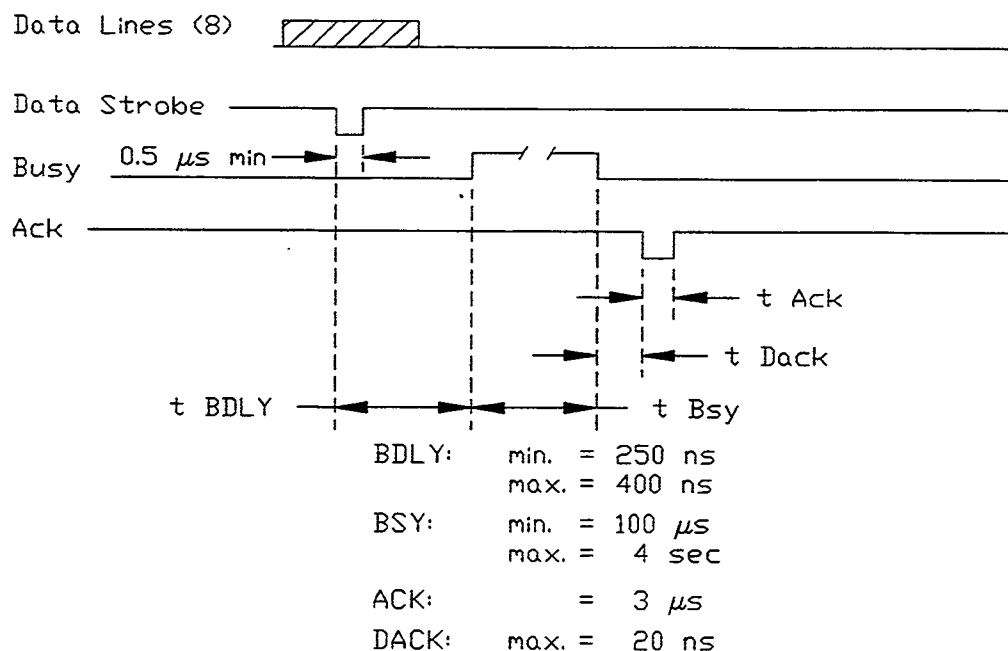 Data Lines (8)
Data Strobe
0.5 μs min
Busy
Ack
t Ack
t Dack
t BDLY
t Bsy
BDLY: min. = 250 ns
max. = 400 ns
BSY: min. = 100 μs
max. = 4 sec
ACK: = 3 μs
DACK: max. = 20 ns